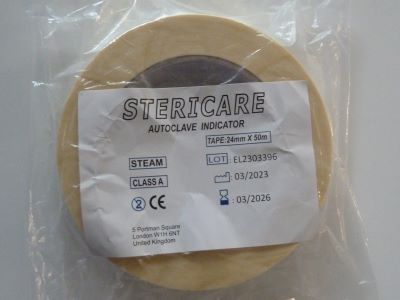 STERICARE
AUTOCLAVE INDICATOR
TAPE: 24mm X 50m
STEAM
LOT: EL2303396
CLASS A
: 03/2023
2 CE
: 03/2026
5 Portman Square
London W1H 6NT
United Kingdom